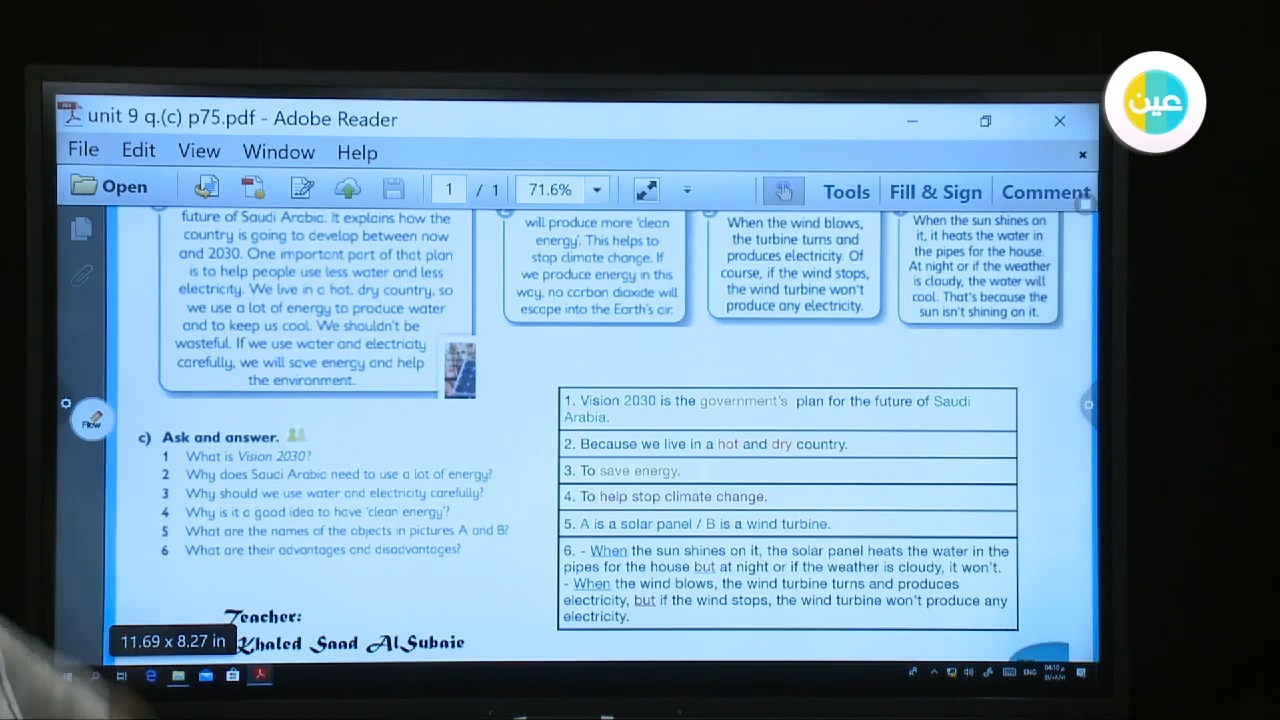 عين
unit 9 q.(c) p75.pdf - Adobe Reader
File Edit View Window Help
Open 1 / 1 71.6% Tools Fill & Sign Comment
future of Saudi Arabia. It explains how the
country is going to develop between now
and 2030. One important part of that plan
is to help people use less water and less
electricity. We live in a hot, dry country, so
we use a lot of energy to produce water
and to keep us cool. We shouldn't be
wasteful. If we use water and electricity
carefully, we will save energy and help
the environment.
will produce more 'clean
energy'. This helps to
stop climate change. If
we produce energy in this
way, no carbon dioxide will
escape into the Earth's air.
When the wind blows,
the turbine turns and
produces electricity. Of
course, if the wind stops,
the wind turbine won't
produce any electricity.
When the sun shines on
it, it heats the water in
the pipes for the house.
At night or if the weather
is cloudy, the water will
cool. That's because the
sun isn't shining on it.
Flow
c) Ask and answer.
1 What is Vision 2030?
2 Why does Saudi Arabia need to use a lot of energy?
3 Why should we use water and electricity carefully?
4 Why is it a good idea to have 'clean energy'?
5 What are the names of the objects in pictures A and B?
6 What are their advantages and disadvantages?
1. Vision 2030 is the government's plan for the future of Saudi
Arabia.
2. Because we live in a hot and dry country.
3. To save energy.
4. To help stop climate change.
5. A is a solar panel / B is a wind turbine.
6. - When the sun shines on it, the solar panel heats the water in the
pipes for the house but at night or if the weather is cloudy, it won't.
- When the wind blows, the wind turbine turns and produces
electricity, but if the wind stops, the wind turbine won't produce any
electricity.
Teacher:
Khaled Saad AlSubaie
11.69 x 8.27 in
ENG